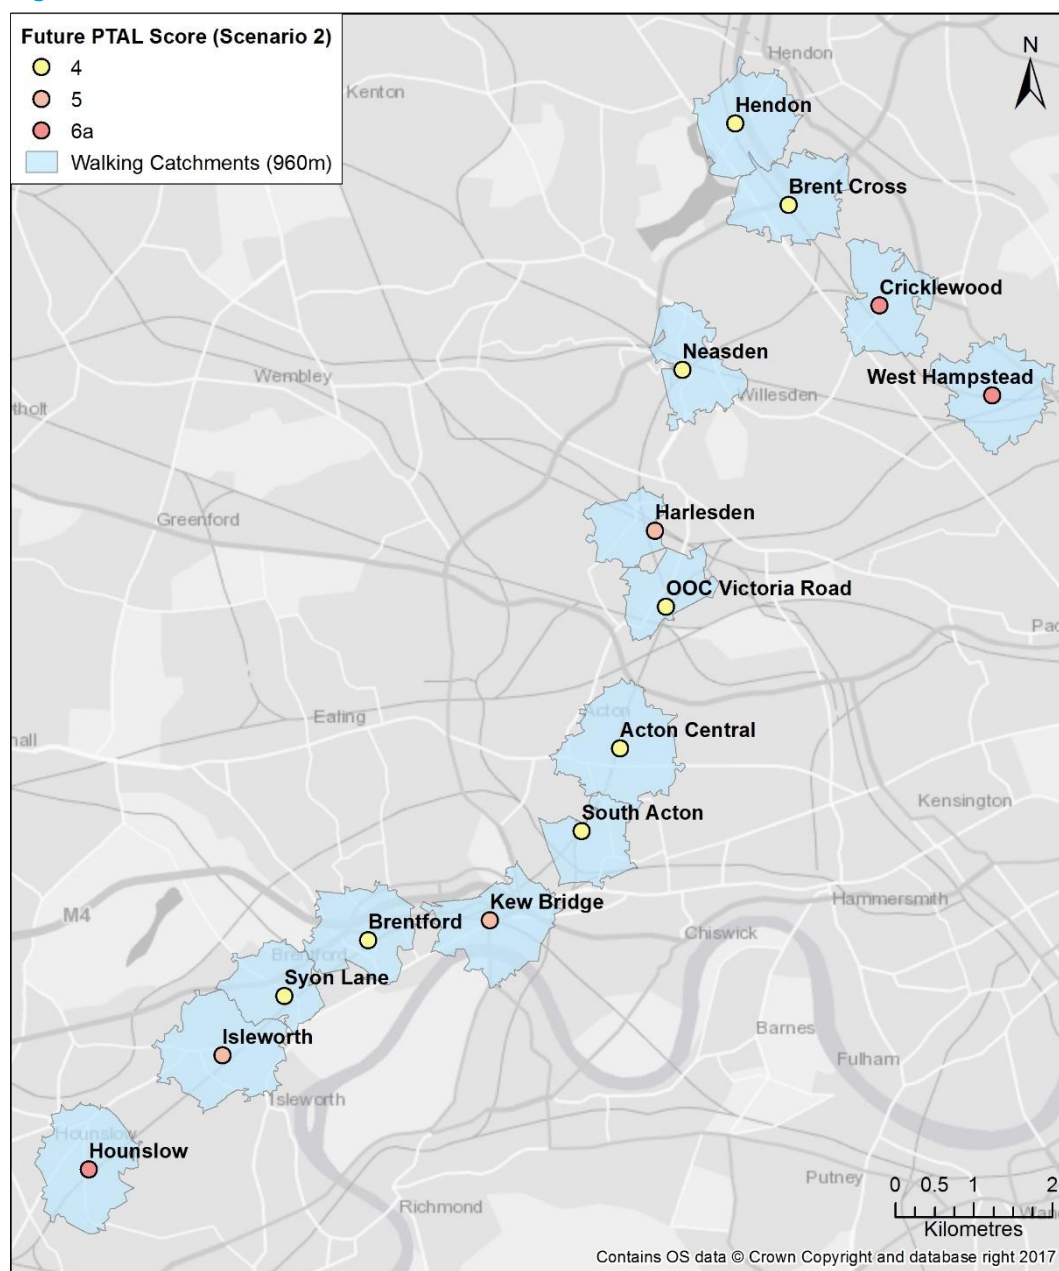 Future PTAL Score (Scenario 2)
4
5
6a
Walking Catchments (960m)
N
Hendon
Kenton
Hendon
Brent Cross
Cricklewood
Neasden
Wembley
West Hampstead
Willesden
Harlesden
Greenford
OOC Victoria Road
Acton
Ealing
Acton Central
Kensington
South Acton
Hammersmith
Kew Bridge
M4
Brentford
Chiswick
Brentford
Syon Lane
Barnes
Isleworth
Fulham
Isleworth
Hounslow
Hounslow
Putney
Richmond
0 0.5 1 2
Kilometres
Contains OS data © Crown Copyright and database right 2017